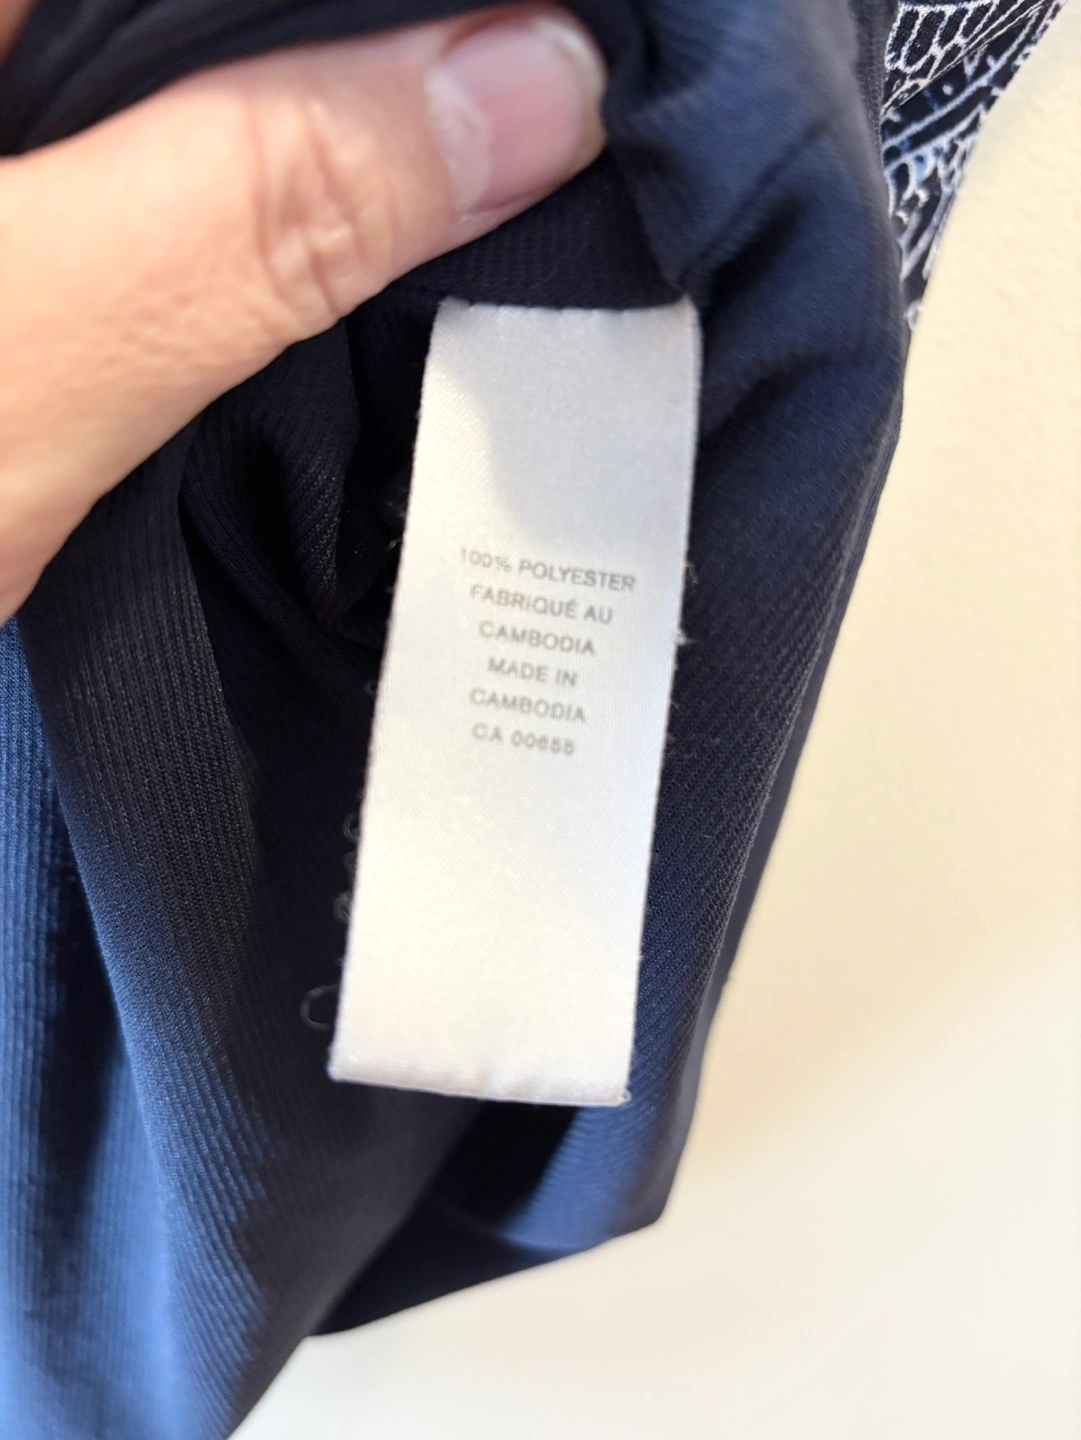 100% POLYESTER
FABRIQUÉ AU
CAMBODIA
MADE IN
CAMBODIA
CA 00655